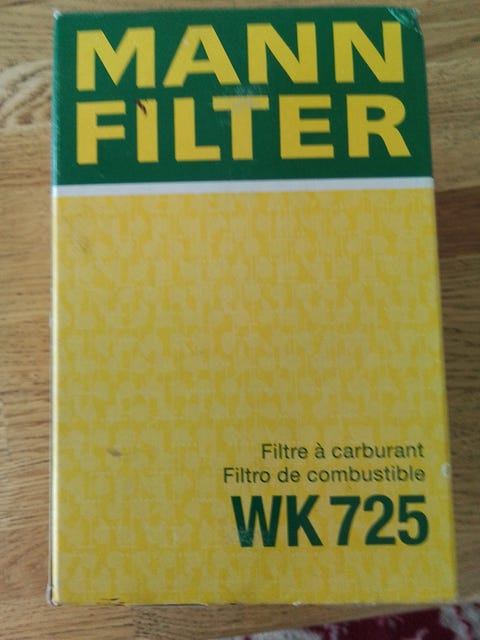 MANN
FILTER
Filtre à carburant
Filtro de combustible
WK 725